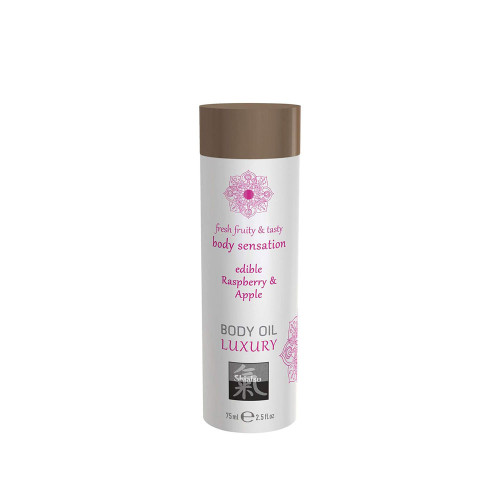 fresh fruity & tasty
body sensation
edible
Raspberry &
Apple
BODY OIL
LUXURY
Shiatsu
氣
75ml ℮ 2.5 fl.oz